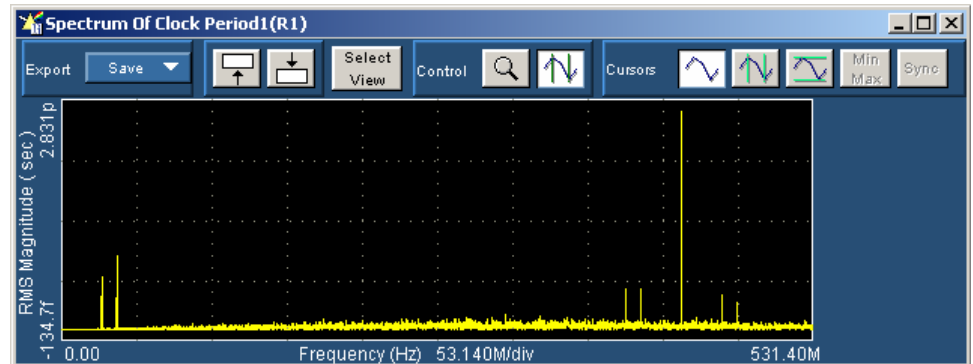 Spectrum Of Clock Period1(R1)
Export Save Select View Control Cursors Min Max Sync
RMS Magnitude ( sec)
2.831p
-134.7f
0.00 Frequency (Hz) 53.140M/div 531.40M